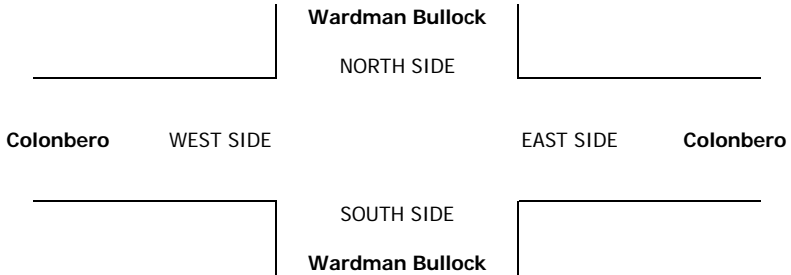 Wardman Bullock
NORTH SIDE
Colonbero WEST SIDE EAST SIDE Colonbero
SOUTH SIDE
Wardman Bullock